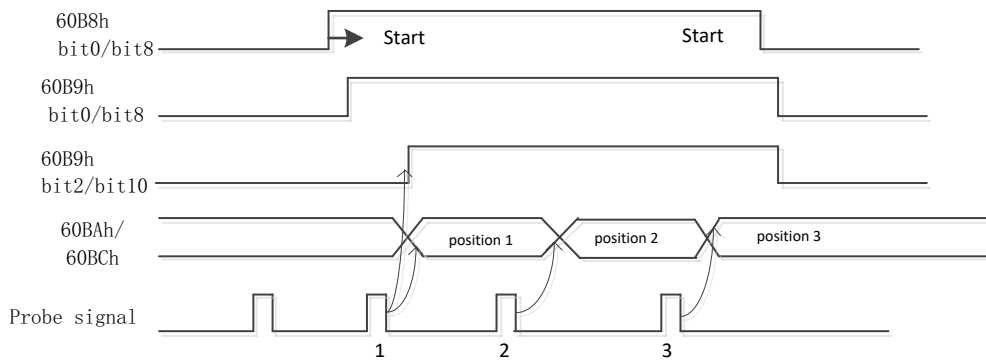 60B8h
bit0/bit8
Start
Start
60B9h
bit0/bit8
60B9h
bit2/bit10
60BAh/
60BCh
position 1
position 2
position 3
Probe signal
1
2
3